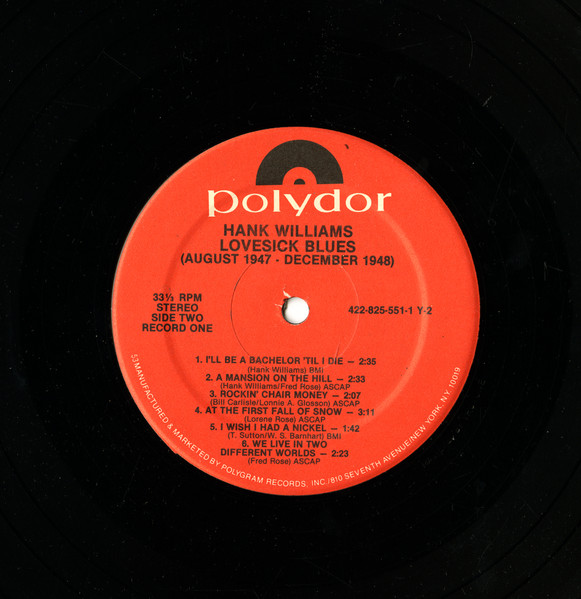 polydor
HANK WILLIAMS
LOVESICK BLUES
(AUGUST 1947 - DECEMBER 1948)
33⅓ RPM
STEREO
SIDE TWO
RECORD ONE
422-825-551-1 Y-2
1. I'LL BE A BACHELOR 'TIL I DIE — 2:35
(Hank Williams) BMI
2. A MANSION ON THE HILL — 2:33
(Hank Williams/Fred Rose) ASCAP
3. ROCKIN' CHAIR MONEY — 2:07
(Bill Carlisle/Lonnie A. Glosson) ASCAP
4. AT THE FIRST FALL OF SNOW — 3:11
(Lorene Rose) ASCAP
5. I WISH I HAD A NICKEL — 1:42
(T. Sutton/W. S. Barnhart) BMI
6. WE LIVE IN TWO
DIFFERENT WORLDS — 2:23
(Fred Rose) ASCAP
53 MANUFACTURED & MARKETED BY POLYGRAM RECORDS, INC./810 SEVENTH AVENUE/NEW YORK, N.Y. 10019